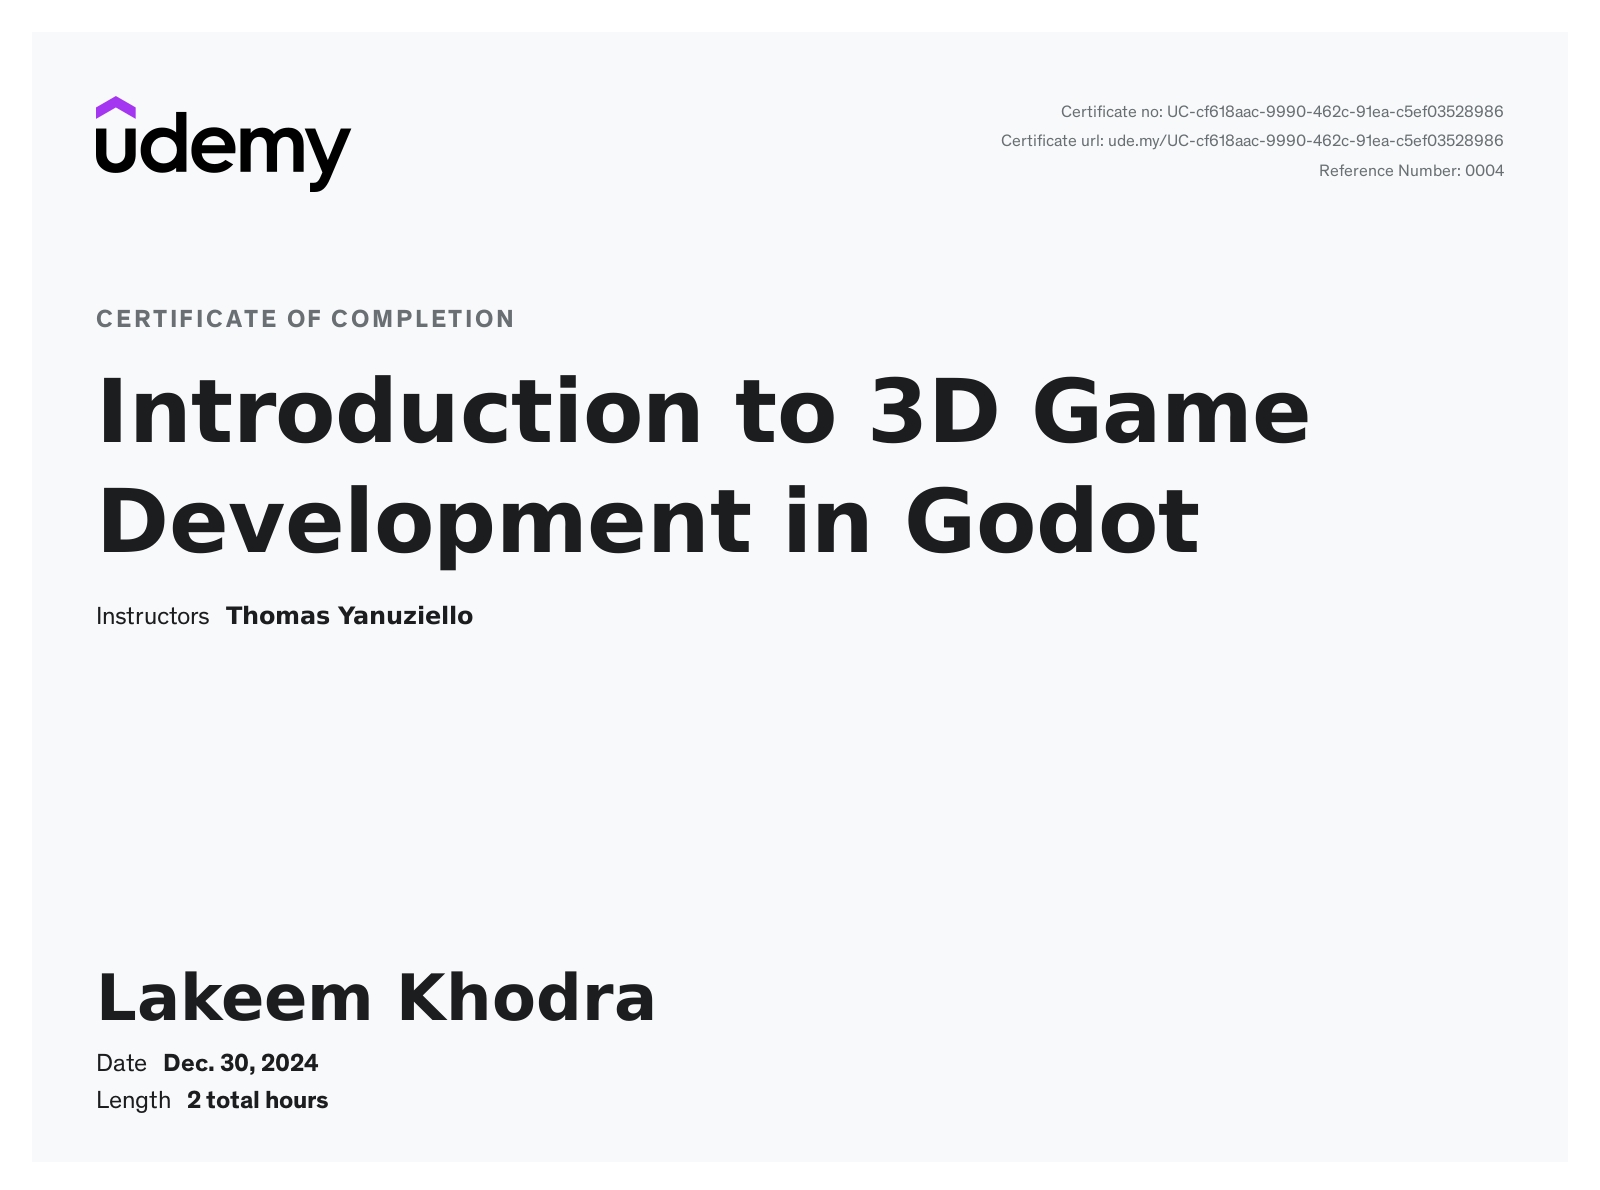 udemy
Certificate no: UC-cf618aac-9990-462c-91ea-c5ef03528986
Certificate url: ude.my/UC-cf618aac-9990-462c-91ea-c5ef03528986
Reference Number: 0004
CERTIFICATE OF COMPLETION
Introduction to 3D Game
Development in Godot
Instructors Thomas Yanuziello
Lakeem Khodra
Date Dec. 30, 2024
Length 2 total hours